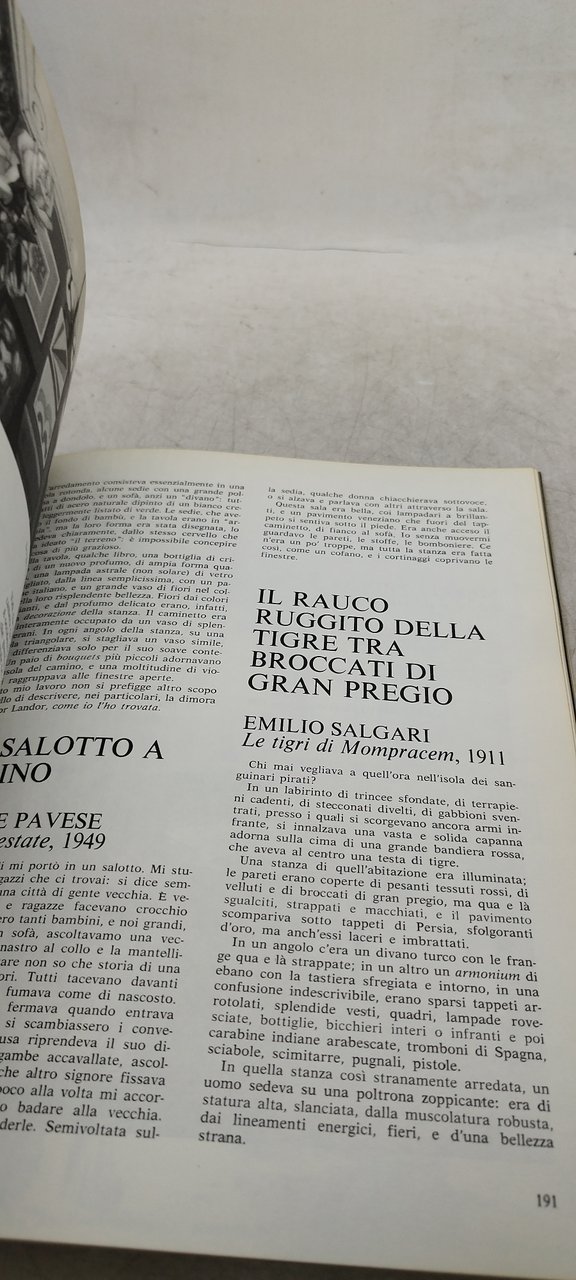 arredamento consisteva essenzialmente in una
rotonda, alcune sedie con una grande pol-
a dondolo, e un sofà, anzi un "divano": tut-
ti di acero naturale dipinto di un bianco cre-
leggermente listato di verde. Le sedie, che ave-
il fondo di bambù, e la tavola erano in "ar-
ma la loro forma era stata disegnata, lo
chiaramente, dallo stesso cervello che
ideato "il terreno": è impossibile concepire
cosa di più grazioso.
tavola, qualche libro, una bottiglia di cri-
di un nuovo profumo, di ampia forma qua-
una lampada astrale (non solare) di vetro
dalla linea semplicissima, con un pa-
italiano, e un grande vaso di fiori nel col-
loro risplendente bellezza. Fiori dai colori
e dal profumo delicato erano, infatti,
decorazione della stanza. Il caminetto era
interamente occupato da un vaso di splen-
gerani. In ogni angolo della stanza, su una
triangolare, si stagliava un vaso simile,
differenziava solo per il suo soave conte-
Un paio di bouquets più piccoli adornavano
del camino, e una moltitudine di vio-
raggruppava alle finestre aperte.
mio lavoro non si prefigge altro scopo
di descrivere, nei particolari, la dimora
Landor, come io l'ho trovata.
SALOTTO A
INO
PAVESE
estate, 1949
mi portò in un salotto. Mi stu-
gazzi che ci trovai: si dice sem-
una città di gente vecchia. E ve-
e ragazze facevano crocchio
ero tanti bambini, e noi grandi,
sofà, ascoltavamo una vec-
nastro al collo e la mantelli-
are non so che storia di una
ori. Tutti tacevano davanti
fumava come di nascosto.
fermava quando entrava
si scambiassero i conve-
usa riprendeva il suo di-
gambe accavallate, ascol-
che altro signore fissava
poco alla volta mi accor-
o badare alla vecchia.
derle. Semivoltata sul-
la sedia, qualche donna chiacchierava sottovoce,
o si alzava e parlava con altri attraverso la sala.
Questa sala era bella, coi lampadari a brillan-
ti, e un pavimento veneziano che fuori del tap-
peto si sentiva sotto il piede. Era anche acceso il
caminetto, di fianco al sofà. Io senza muovermi
guardavo le pareti, le stoffe, le bomboniere. Ce
n'era un po' troppe, ma tutta la stanza era fatta
così, come un cofano, e i cortinaggi coprivano le
finestre.
IL RAUCO
RUGGITO DELLA
TIGRE TRA
BROCCATI DI
GRAN PREGIO
EMILIO SALGARI
Le tigri di Mompracem, 1911
Chi mai vegliava a quell'ora nell'isola dei san-
guinari pirati?
In un labirinto di trincee sfondate, di terrapie-
ni cadenti, di stecconati divelti, di gabbioni sven-
trati, presso i quali si scorgevano ancora armi in-
frante, si innalzava una vasta e solida capanna
adorna sulla cima di una grande bandiera rossa,
che aveva al centro una testa di tigre.
Una stanza di quell'abitazione era illuminata;
le pareti erano coperte di pesanti tessuti rossi, di
velluti e di broccati di gran pregio, ma qua e là
sgualciti, strappati e macchiati, e il pavimento
scompariva sotto tappeti di Persia, sfolgoranti
d'oro, ma anch'essi laceri e imbrattati.
In un angolo c'era un divano turco con le fran-
ge qua e là strappate; in un altro un armonium di
ebano con la tastiera sfregiata e intorno, in una
confusione indescrivibile, erano sparsi tappeti ar-
rotolati, splendide vesti, quadri, lampade rove-
sciate, bottiglie, bicchieri interi o infranti e poi
carabine indiane arabescate, tromboni di Spagna,
sciabole, scimitarre, pugnali, pistole.
In quella stanza così stranamente arredata, un
uomo sedeva su una poltrona zoppicante: era di
statura alta, slanciata, dalla muscolatura robusta,
dai lineamenti energici, fieri, e d'una bellezza
strana.
191